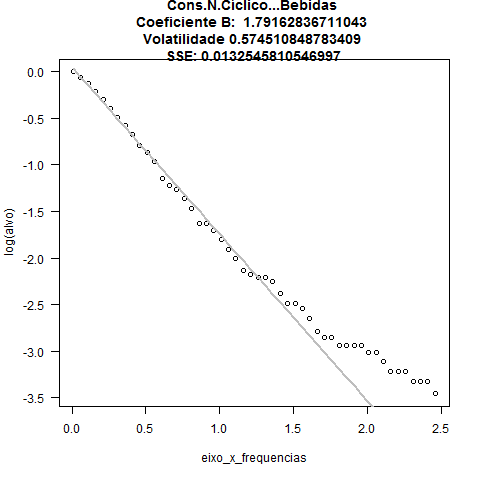 Cons.N.Ciclico...Bebidas
Coeficiente B:  1.79162836711043
Volatilidade 0.574510848783409
SSE: 0.0132545810546997
log(alvo)
0.0
-0.5
-1.0
-1.5
-2.0
-2.5
-3.0
-3.5
0.0 0.5 1.0 1.5 2.0 2.5
eixo_x_frequencias